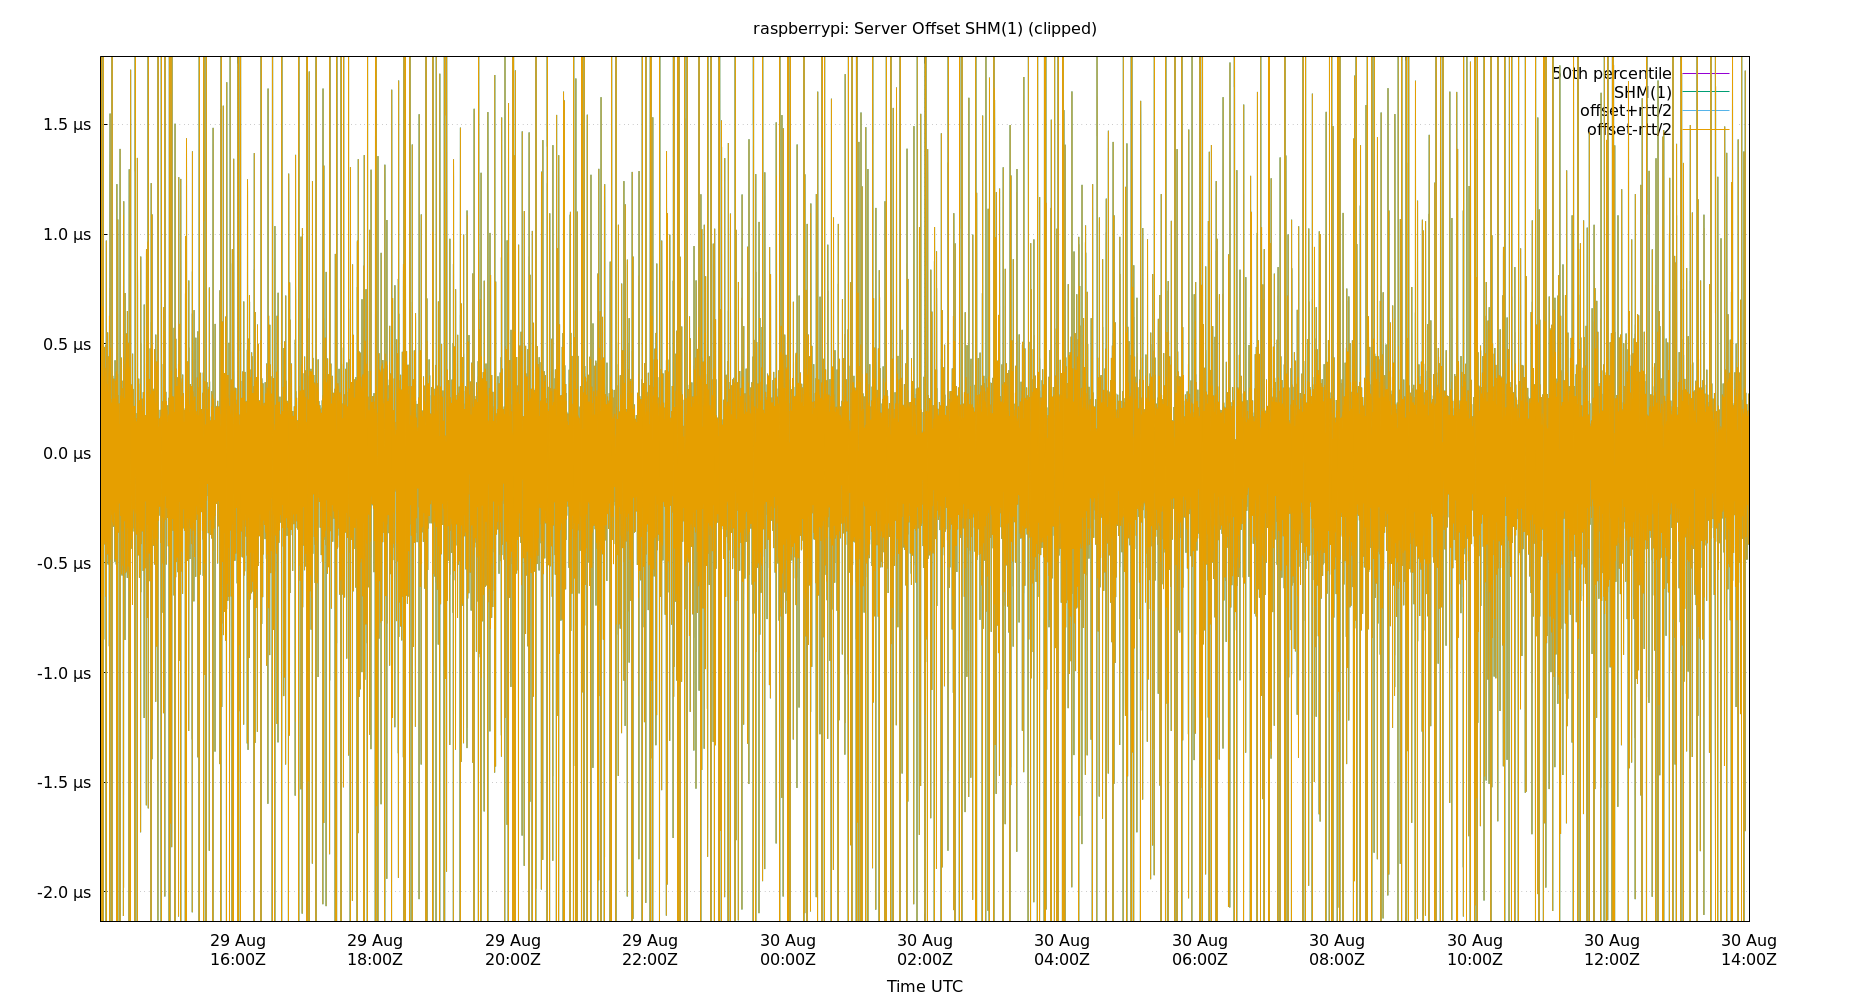 raspberrypi: Server Offset SHM(1) (clipped)
50th percentile
SHM(1)
offset+rtt/2
offset-rtt/2
1.5 µs
1.0 µs
0.5 µs
0.0 µs
-0.5 µs
-1.0 µs
-1.5 µs
-2.0 µs
29 Aug 29 Aug 29 Aug 29 Aug 30 Aug 30 Aug 30 Aug 30 Aug 30 Aug 30 Aug 30 Aug 30 Aug
16:00Z 18:00Z 20:00Z 22:00Z 00:00Z 02:00Z 04:00Z 06:00Z 08:00Z 10:00Z 12:00Z 14:00Z
Time UTC